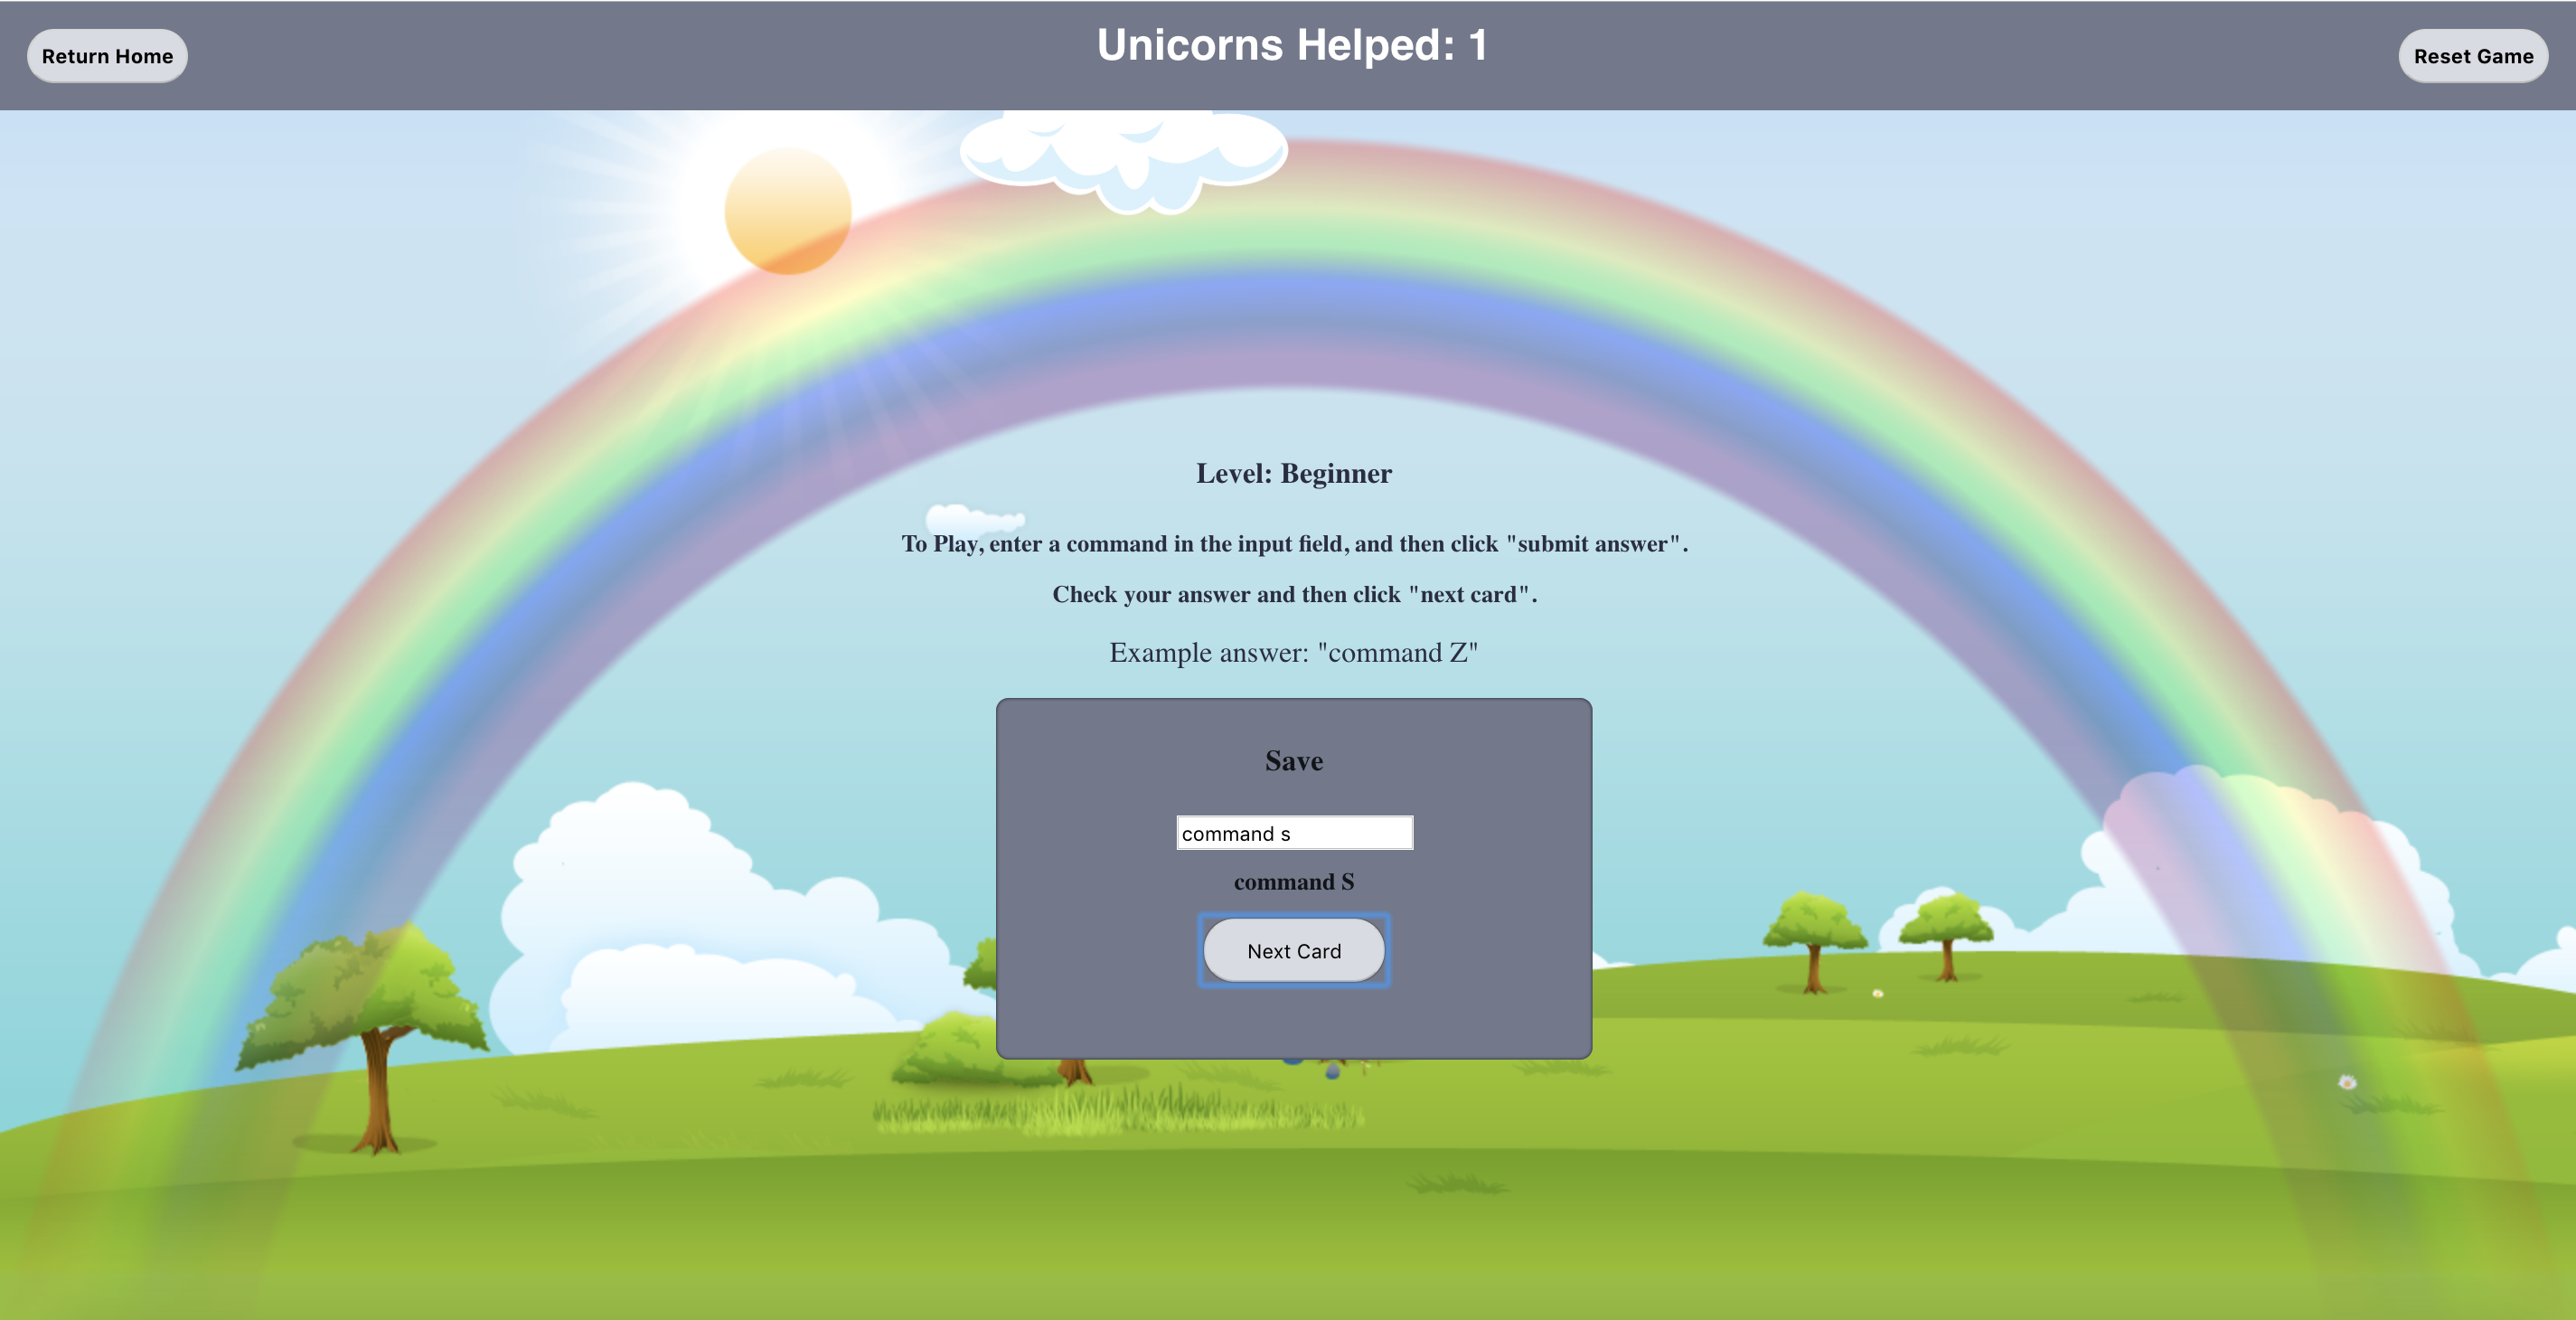 Return Home
Unicorns Helped: 1
Reset Game
Level: Beginner
To Play, enter a command in the input field, and then click "submit answer".
Check your answer and then click "next card".
Example answer: "command Z"
Save
command s
command S
Next Card